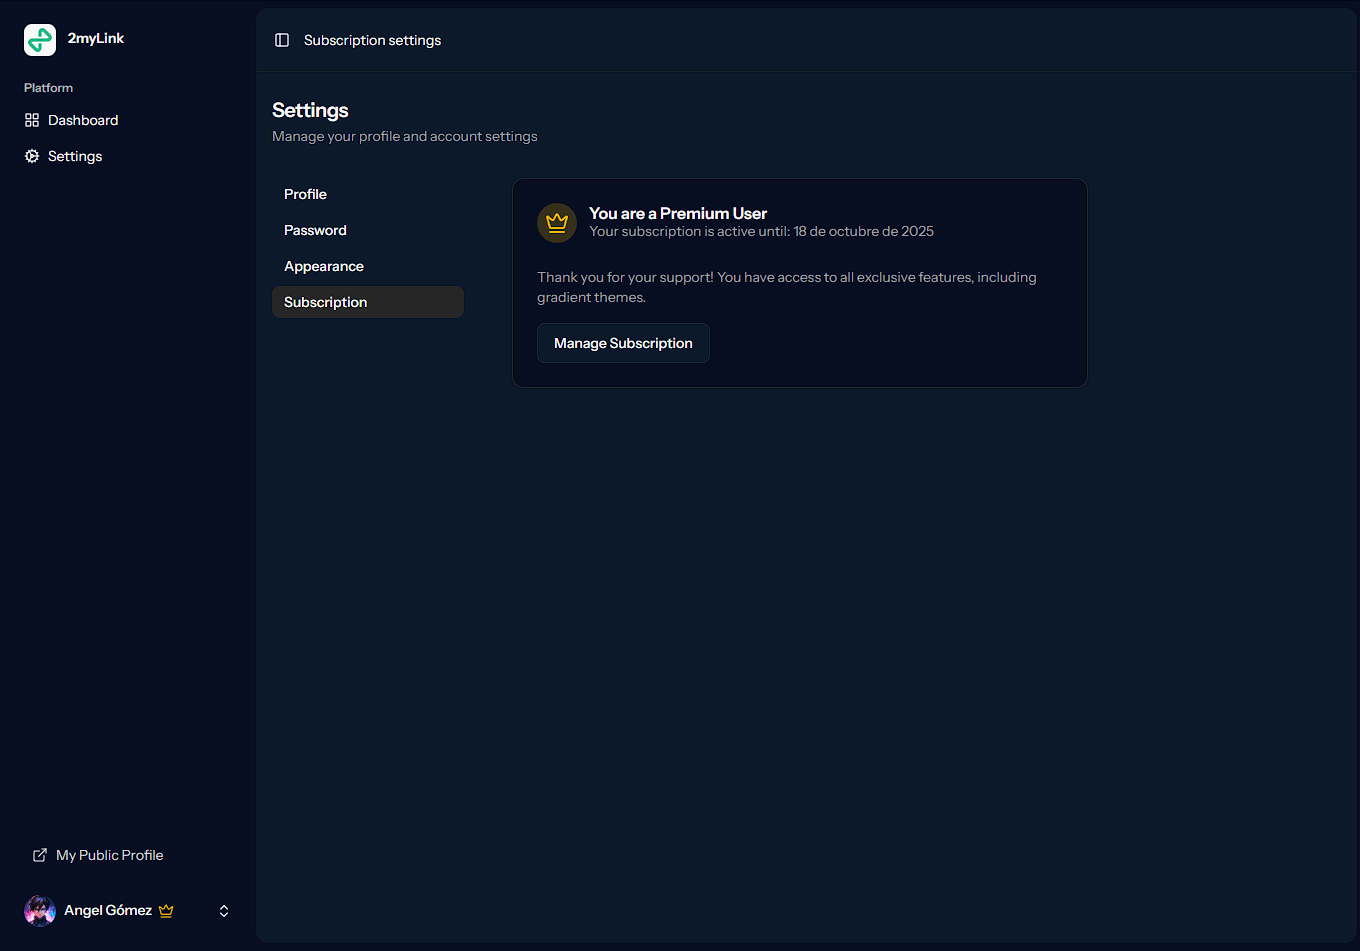 2myLink
Platform
Dashboard
Settings
My Public Profile
Angel Gómez
Subscription settings
Settings
Manage your profile and account settings
Profile
Password
Appearance
Subscription
You are a Premium User
Your subscription is active until: 18 de octubre de 2025
Thank you for your support! You have access to all exclusive features, including
gradient themes.
Manage Subscription